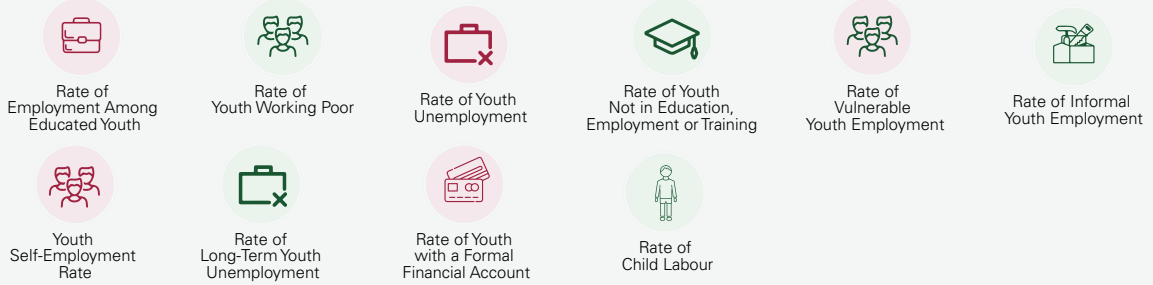 Rate of
Employment Among
Educated Youth
Rate of
Youth Working Poor
Rate of Youth
Unemployment
Rate of Youth
Not in Education,
Employment or Training
Rate of
Vulnerable
Youth Employment
Rate of Informal
Youth Employment
Youth
Self-Employment
Rate
Rate of
Long-Term Youth
Unemployment
Rate of Youth
with a Formal
Financial Account
Rate of
Child Labour